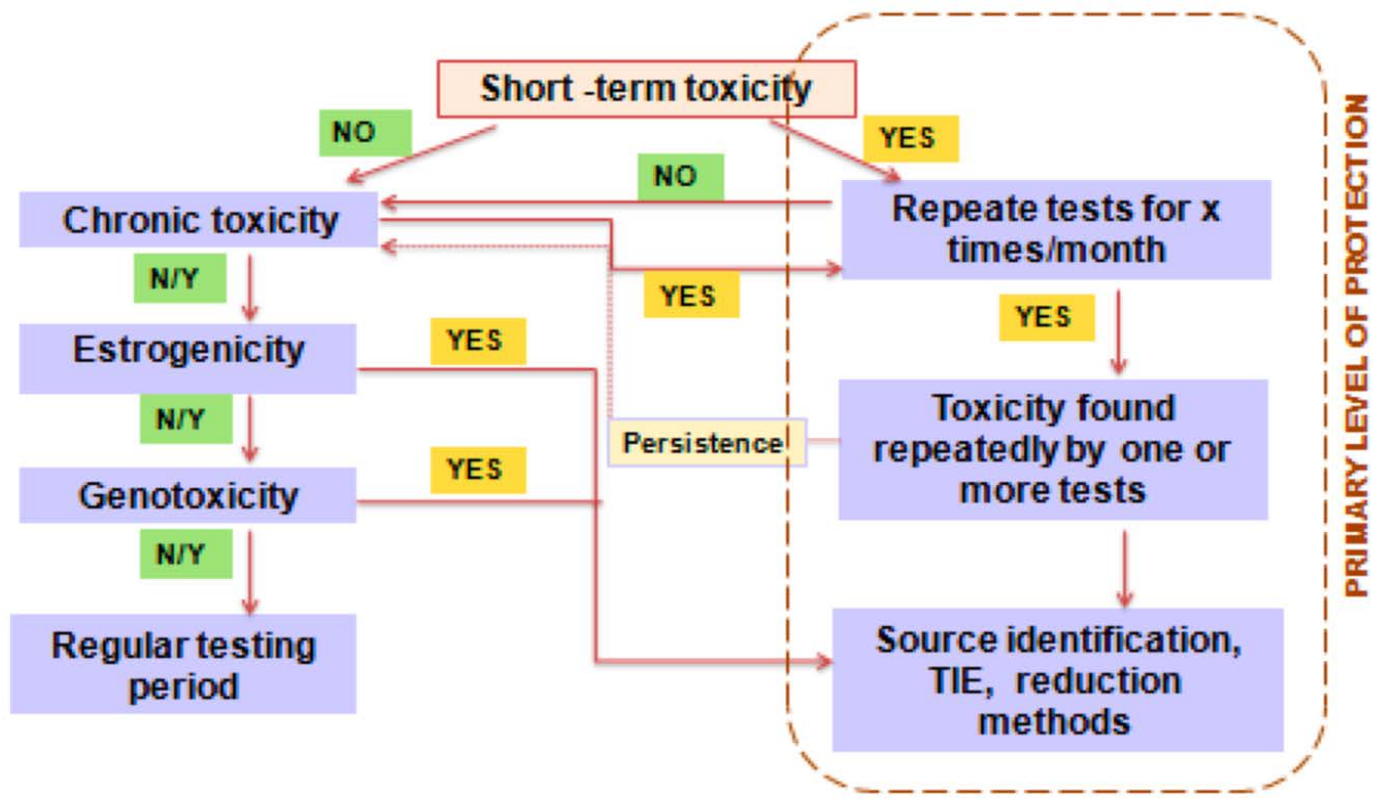 Short -term toxicity
NO
YES
NO
Chronic toxicity
Repeate tests for x
times/month
N/Y
YES
YES
Estrogenicity
YES
N/Y
Toxicity found
repeatedly by one or
more tests
Persistence
Genotoxicity
YES
N/Y
Regular testing
period
Source identification,
TIE, reduction
methods
PRIMARY LEVEL OF PROTECTION